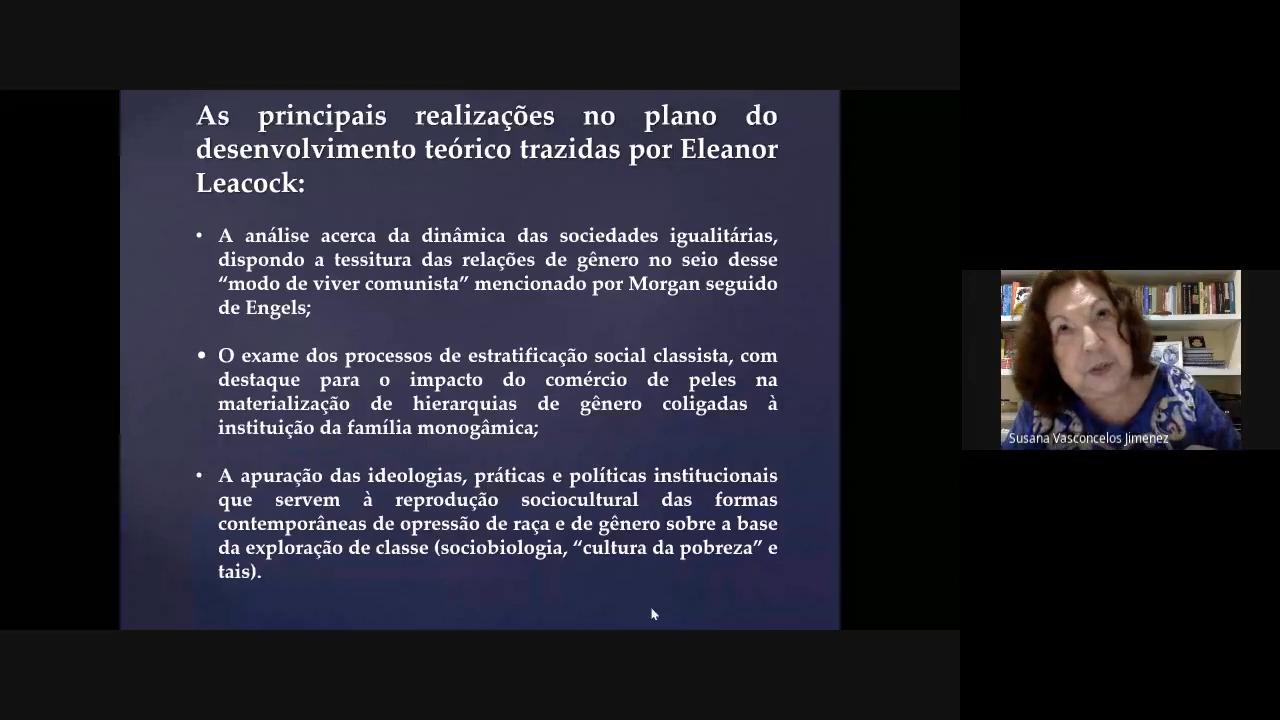 As principais realizações no plano do
desenvolvimento teórico trazidas por Eleanor
Leacock:
• A análise acerca da dinâmica das sociedades igualitárias,
dispondo a tessitura das relações de gênero no seio desse
“modo de viver comunista” mencionado por Morgan seguido
de Engels;
• O exame dos processos de estratificação social classista, com
destaque para o impacto do comércio de peles na
materialização de hierarquias de gênero coligadas à
instituição da família monogâmica;
• A apuração das ideologias, práticas e políticas institucionais
que servem à reprodução sociocultural das formas
contemporâneas de opressão de raça e de gênero sobre a base
da exploração de classe (sociobiologia, “cultura da pobreza” e
tais).
Susana Vasconcelos Jimenez